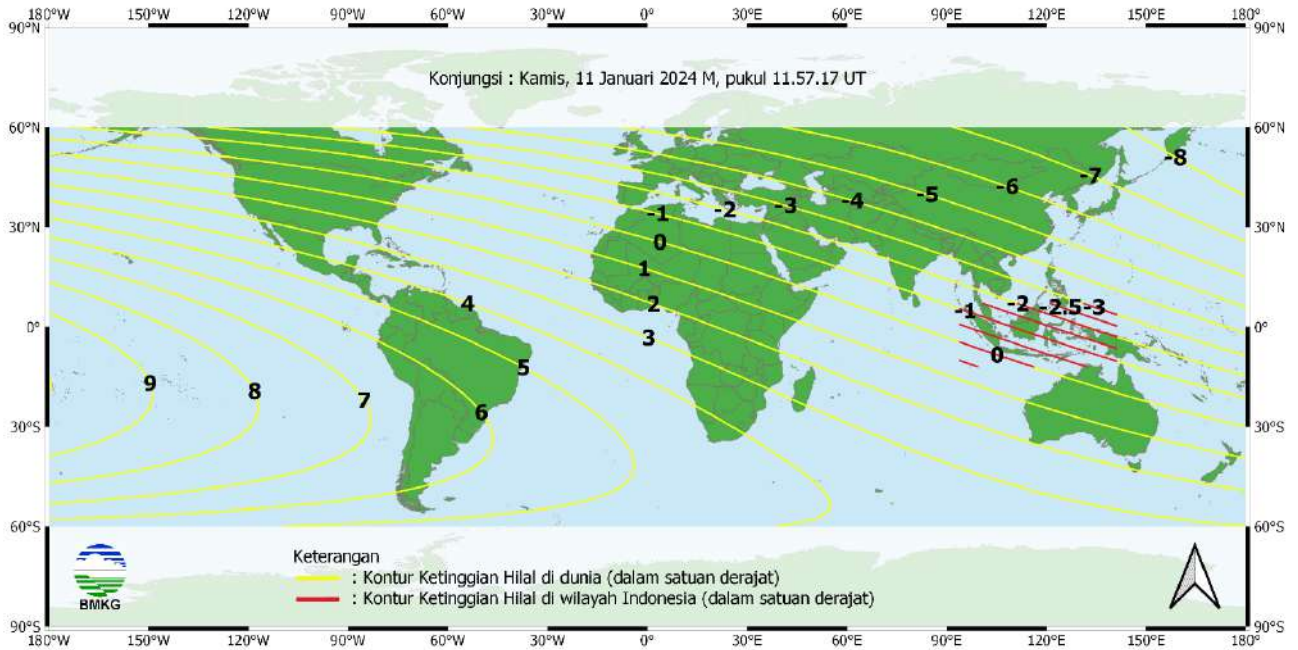 180° 150°W 120°W 90°W 60°W 30°W 0° 30°E 60°E 90°E 120°E 150°E 180°
90°N 90°N
Konjungsi : Kamis, 11 Januari 2024 M, pukul 11.57.17 UT
60°N 60°N
-8
-7
-6
-5
-3 -38
-2
-1
30°N 30°N
0
1
4 2 -1 -2 -2.5 -3
0° 0°
3
0
5
9 8 7 6
30°S 30°S
60°S 60°S
Keterangan
: Kontur Ketinggian Hilal di dunia (dalam satuan derajat)
: Kontur Ketinggian Hilal di wilayah Indonesia (dalam satuan derajat)
BMKG
90°S 90°S
180° 150°W 120°W 90°W 60°W 30°W 0° 30°E 60°E 90°E 120°E 150°E 180°